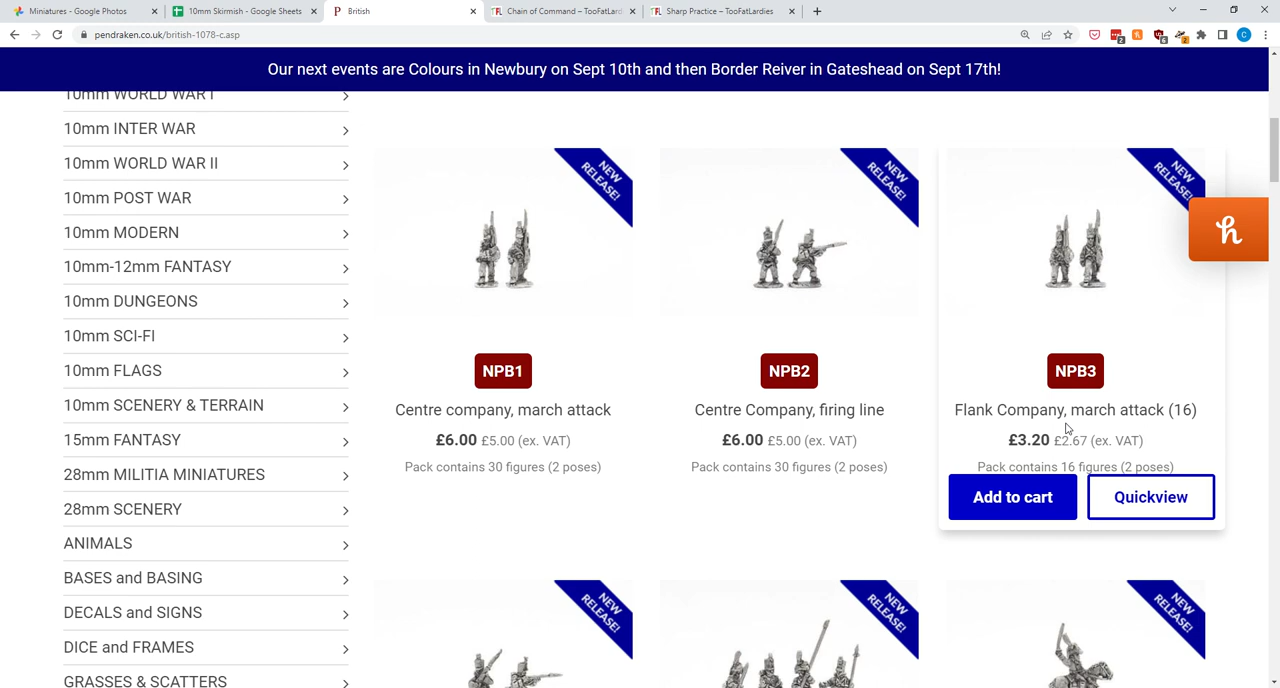 Miniatures - Google Photos
10mm Skirmish - Google Sheets
British
Chain of Command – TooFatLard
Sharp Practice – TooFatLardies
pendraken.co.uk/british-1078-c.asp
Our next events are Colours in Newbury on Sept 10th and then Border Reiver in Gateshead on Sept 17th!
10mm WORLD WAR I
10mm INTER WAR
10mm WORLD WAR II
10mm POST WAR
10mm MODERN
10mm-12mm FANTASY
10mm DUNGEONS
10mm SCI-FI
10mm FLAGS
10mm SCENERY & TERRAIN
15mm FANTASY
28mm MILITIA MINIATURES
28mm SCENERY
ANIMALS
BASES and BASING
DECALS and SIGNS
DICE and FRAMES
GRASSES & SCATTERS
NEW
RELEASE!
NPB1
Centre company, march attack
£6.00 £5.00 (ex. VAT)
Pack contains 30 figures (2 poses)
NEW
RELEASE!
NPB2
Centre Company, firing line
£6.00 £5.00 (ex. VAT)
Pack contains 30 figures (2 poses)
NEW
RELEASE!
NPB3
Flank Company, march attack (16)
£3.20 £2.67 (ex. VAT)
Pack contains 16 figures (2 poses)
Add to cart
Quickview
NEW
RELEASE!
NEW
RELEASE!
NEW
RELEASE!